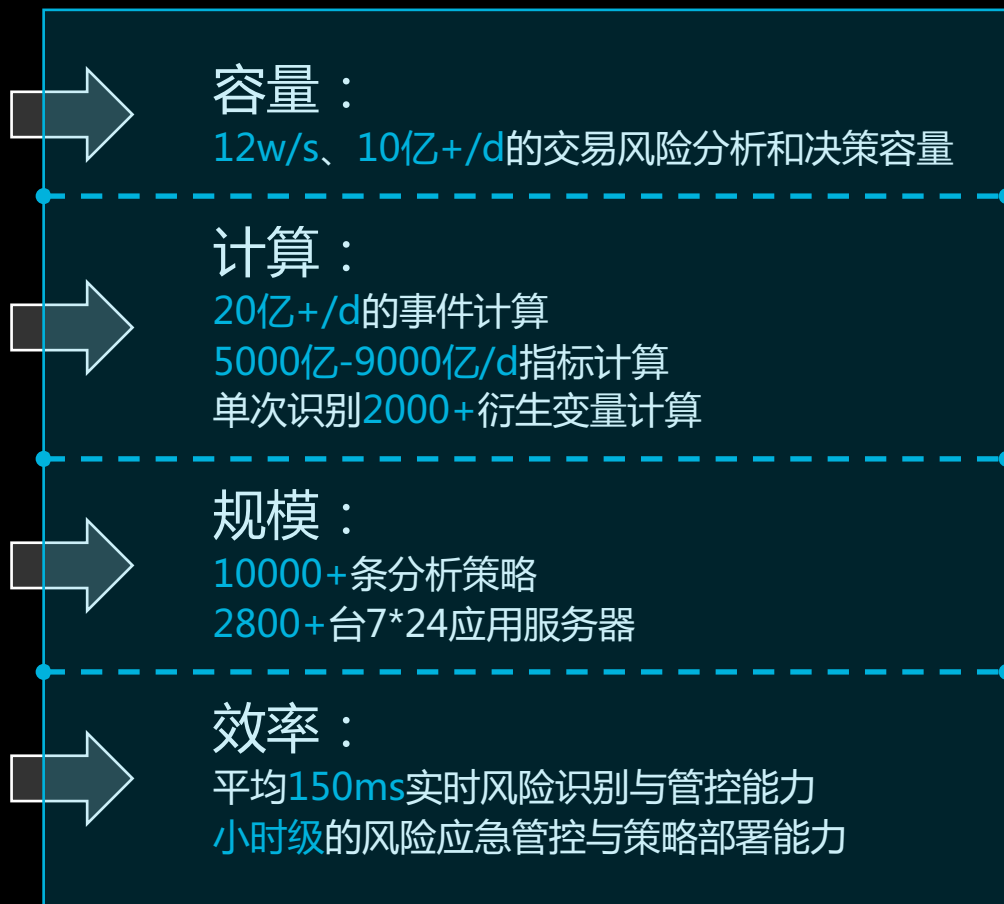 容量：
12w/s、10亿+/d的交易风险分析和决策容量
计算：
20亿+/d的事件计算
5000亿-9000亿/d指标计算
单次识别2000+衍生变量计算
规模：
10000+条分析策略
2800+台7*24应用服务器
效率：
平均150ms实时风险识别与管控能力
小时级的风险应急管控与策略部署能力